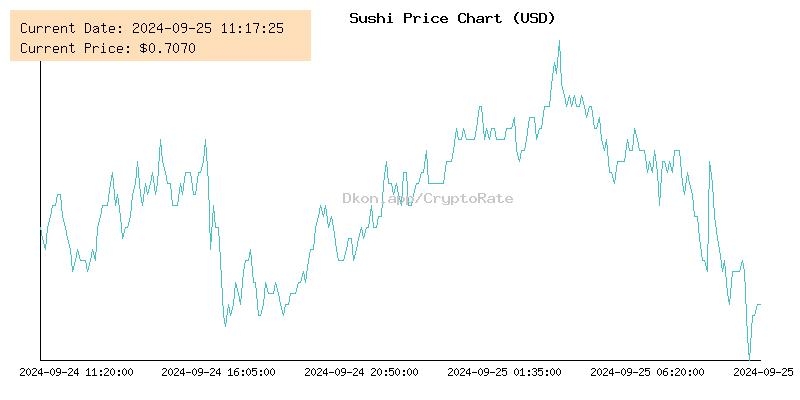 Sushi Price Chart (USD)
Current Date: 2024-09-25 11:17:25
Current Price: $0.7070
Dkon.app/CryptoRate
2024-09-24 11:20:00 2024-09-24 16:05:00 2024-09-24 20:50:00 2024-09-25 01:35:00 2024-09-25 06:20:00 2024-09-25